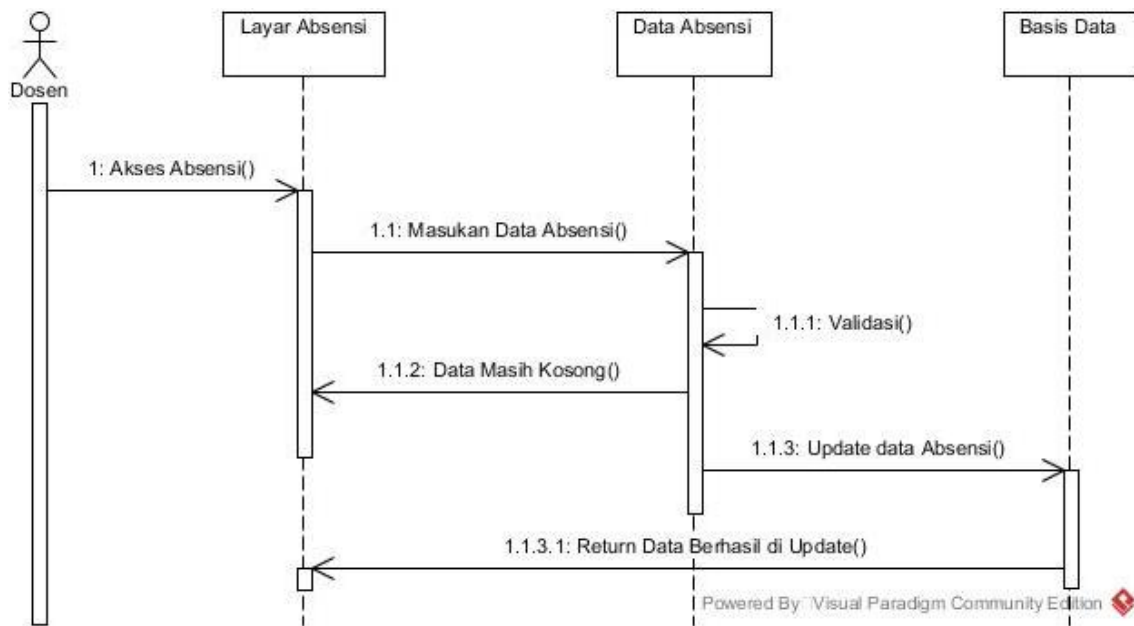 Layar Absensi
Data Absensi
Basis Data
Dosen
1: Akses Absensi()
1.1: Masukan Data Absensi()
1.1.1: Validasi()
1.1.2: Data Masih Kosong()
1.1.3: Update data Absensi()
1.1.3.1: Return Data Berhasil di Update()
Powered By Visual Paradigm Community Edition